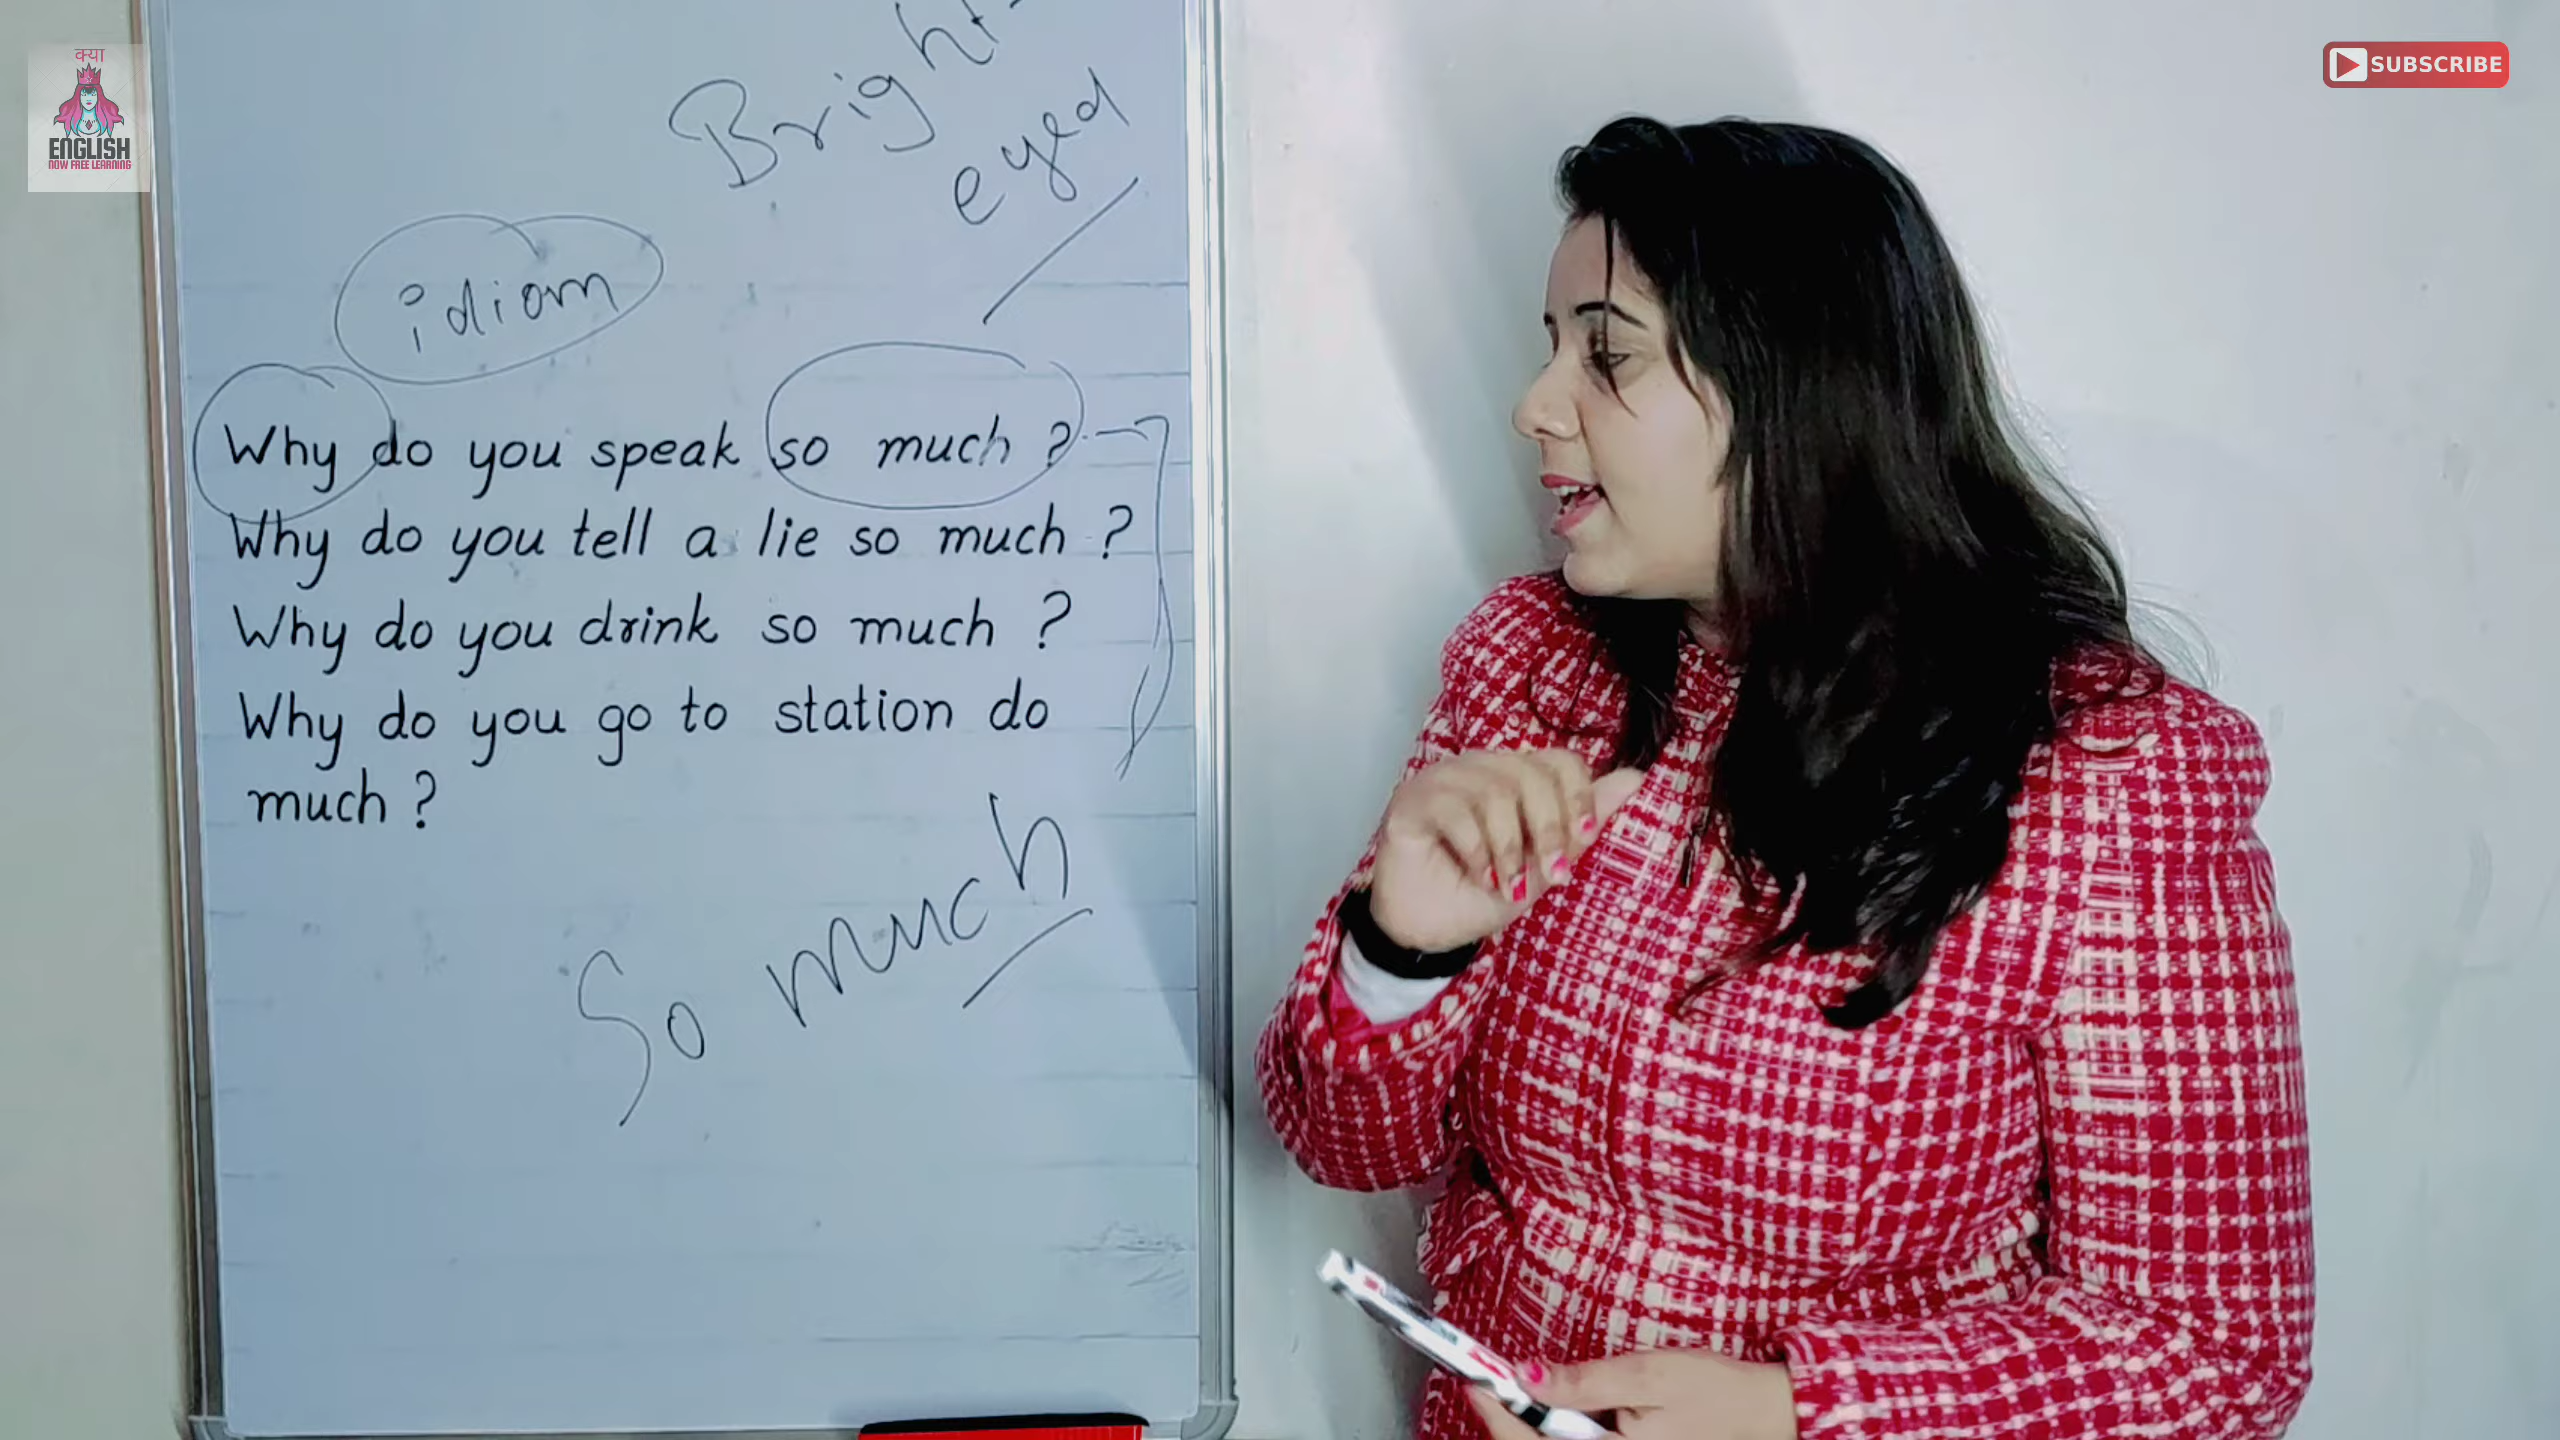 क्या
ENGLISH
NOW FREE LEARNING
SUBSCRIBE
Bright-
eyed
idiom
Why do you speak so much ?
Why do you tell a lie so much ?
Why do you drink so much ?
Why do you go to station do
much ?
So much